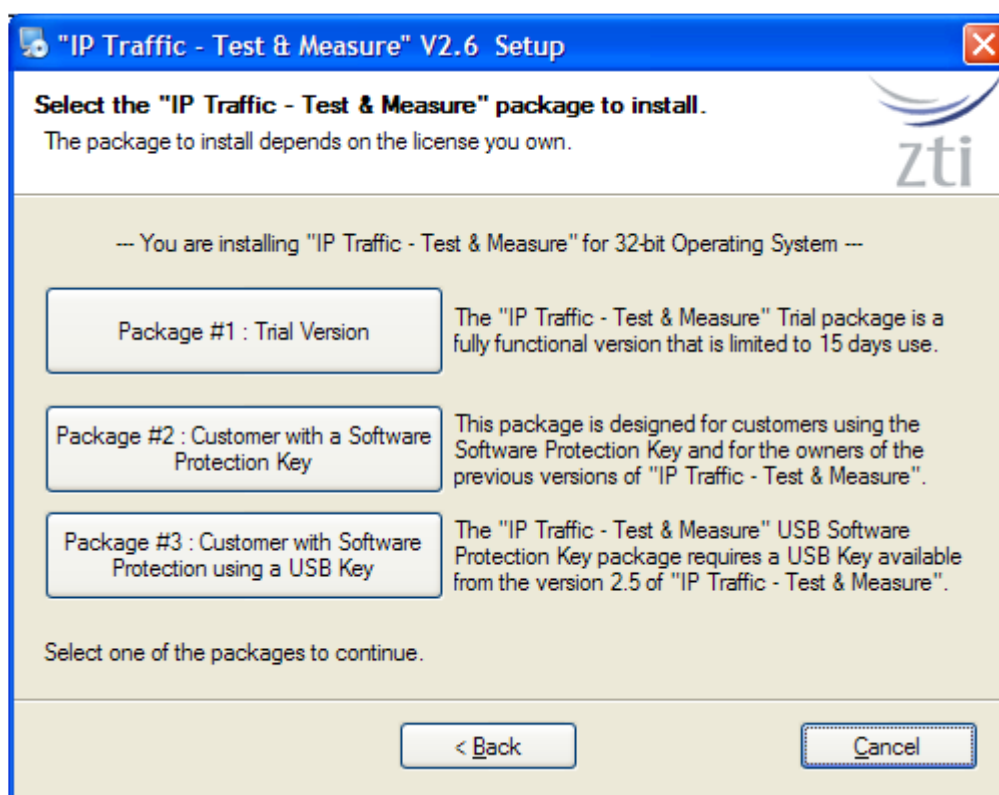 "IP Traffic - Test & Measure" V2.6 Setup
Select the "IP Traffic - Test & Measure" package to install.
The package to install depends on the license you own.
zti
--- You are installing "IP Traffic - Test & Measure" for 32-bit Operating System ---
Package #1 : Trial Version
The "IP Traffic - Test & Measure" Trial package is a
fully functional version that is limited to 15 days use.
Package #2 : Customer with a Software
Protection Key
This package is designed for customers using the
Software Protection Key and for the owners of the
previous versions of "IP Traffic - Test & Measure".
Package #3 : Customer with Software
Protection using a USB Key
The "IP Traffic - Test & Measure" USB Software
Protection Key package requires a USB Key available
from the version 2.5 of "IP Traffic - Test & Measure".
Select one of the packages to continue.
< Back
Cancel